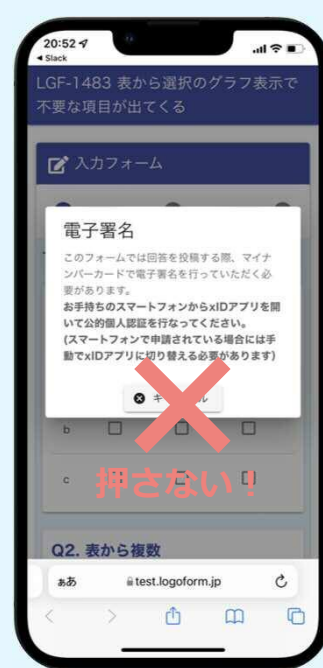 20:52
◀ Slack
LGF-1483 表から選択のグラフ表示で
不要な項目が出てくる
入力フォーム
電子署名
このフォームでは回答を投稿する際、マイナ
ンバーカードで電子署名を行っていただく必
要があります。
お手持ちのスマートフォンからxIDアプリを開
いて公的個人認証を行なってください。
(スマートフォンで申請されている場合には手
動でxIDアプリに切り替える必要があります)
b
押さない!
c
Q2. 表から複数
ぁあ test.logoform.jp